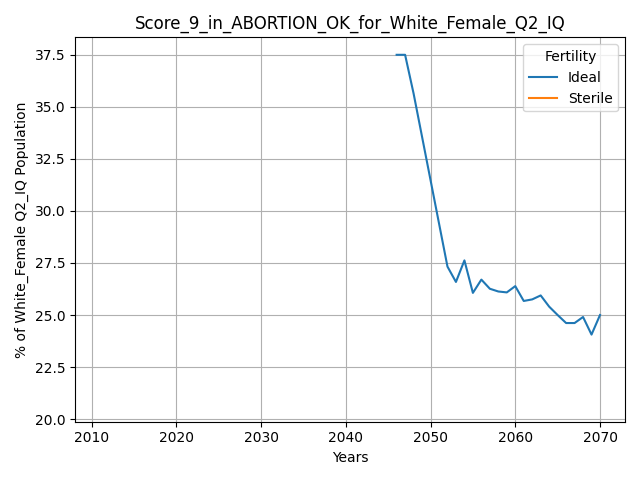 Score_9_in_ABORTION_OK_for_White_Female_Q2_IQ
Fertility
Ideal
Sterile
% of White_Female Q2_IQ Population
37.5
35.0
32.5
30.0
27.5
25.0
22.5
20.0
2010 2020 2030 2040 2050 2060 2070
Years